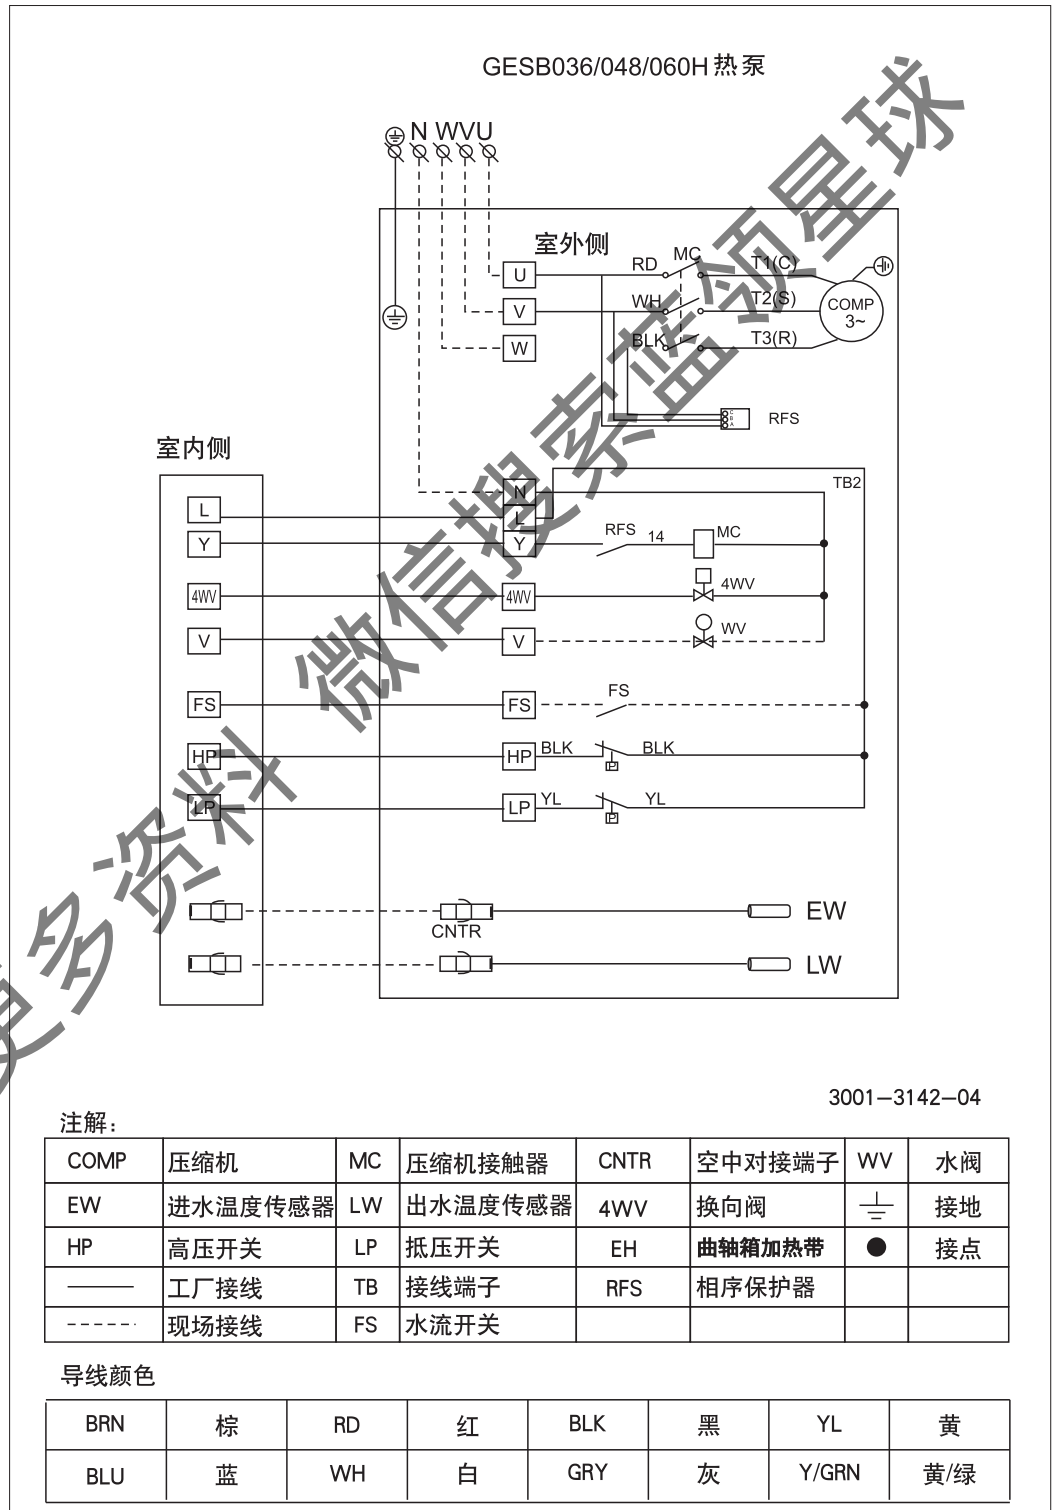 GESB036/048/060H热泵
N WVU
室外侧
U
RD
MC
T1(C)
V
WH
T2(S)
COMP
3~
W
BLK
T3(R)
C
B
A
RFS
室内侧
TB2
N
L
L
Y
Y
RFS
14
MC
4WV
4WV
4WV
V
V
WV
FS
FS
FS
HP
HP
BLK
P
BLK
LP
LP
YL
P
YL
CNTR
EW
LW
更多资料 微信搜索蓝领星球
3001-3142-04
注解：
COMP 压缩机 MC 压缩机接触器 CNTR 空中对接端子 WV 水阀
EW 进水温度传感器 LW 出水温度传感器 4WV 换向阀 接地
HP 高压开关 LP 抵压开关 EH 曲轴箱加热带 接点
工厂接线 TB 接线端子 RFS 相序保护器
现场接线 FS 水流开关
导线颜色
BRN 棕 RD 红 BLK 黑 YL 黄
BLU 蓝 WH 白 GRY 灰 Y/GRN 黄/绿